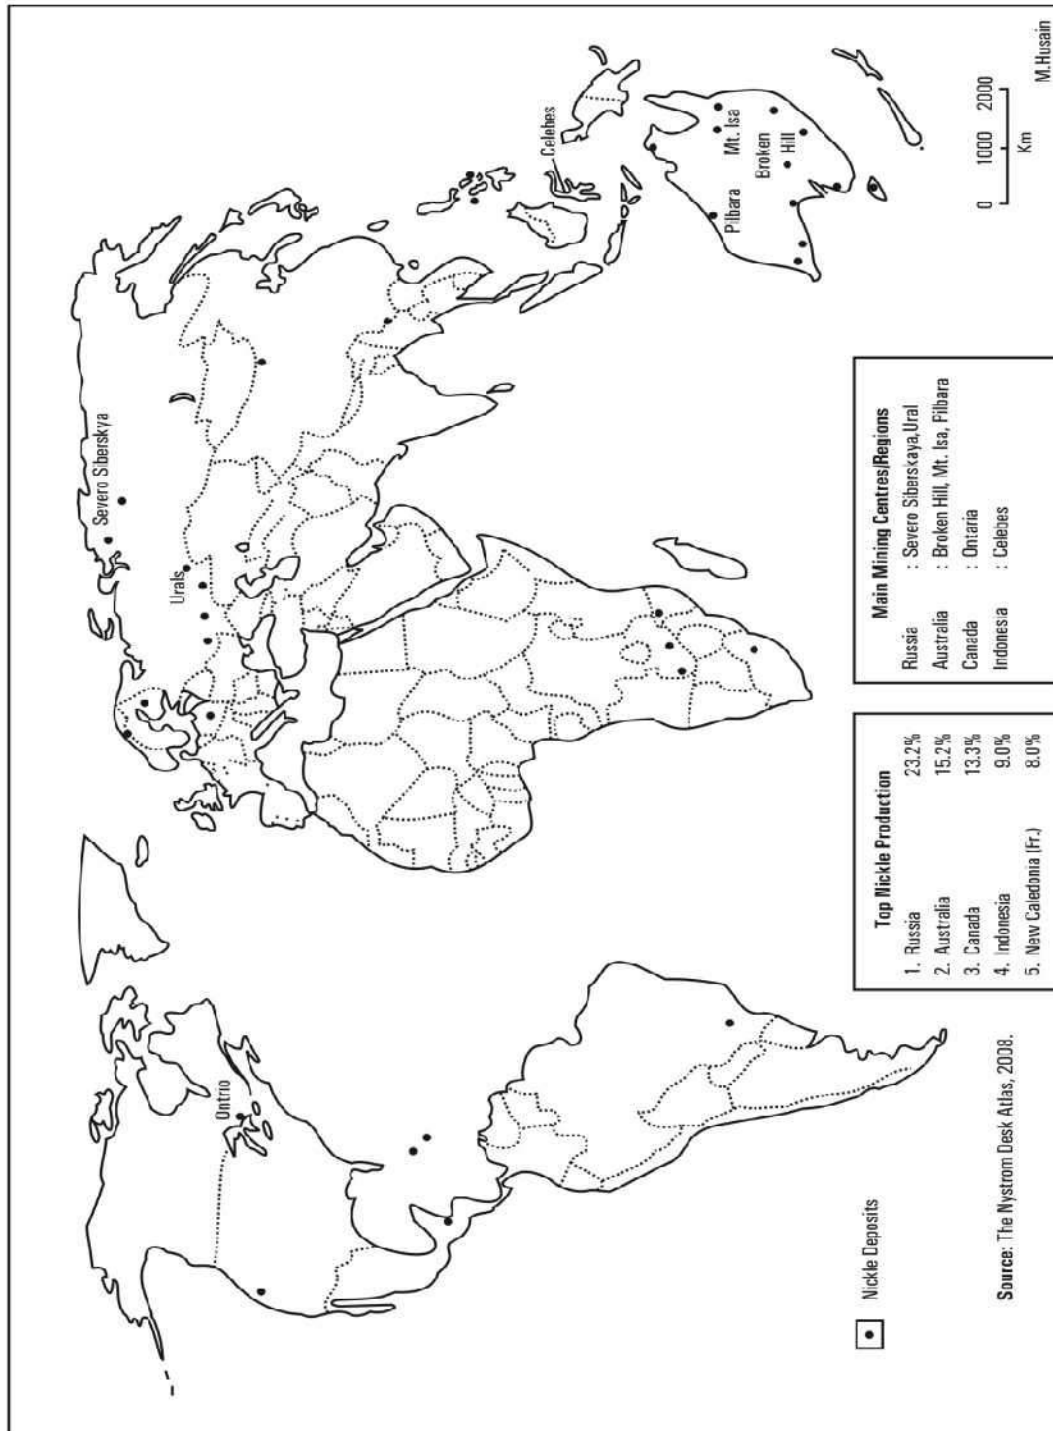 Severo Siberskya
Urals
Ontrio
Celebes
Pilbara
Mt. Isa
Broken
Hill
Nickle Deposits
Top Nickle Production
1. Russia 23.2%
2. Australia 15.2%
3. Canada 13.3%
4. Indonesia 9.0%
5. New Caledonia (Fr.) 8.0%
Main Mining Centres/Regions
Russia : Severo Siberskaya,Ural
Australia : Broken Hill, Mt. Isa, Pilbara
Canada : Ontaria
Indonesia : Celebes
0 1000 2000
Km
Source: The Nystrom Desk Atlas, 2008.
M.Husain